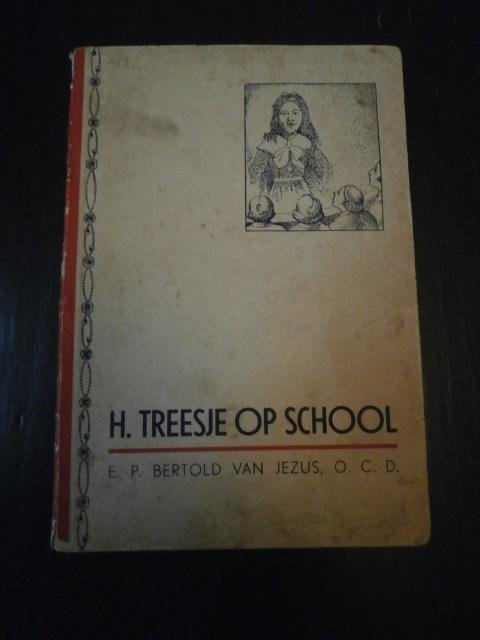 H. TREESJE OP SCHOOL
E. P. BERTOLD VAN JEZUS, O. C. D.